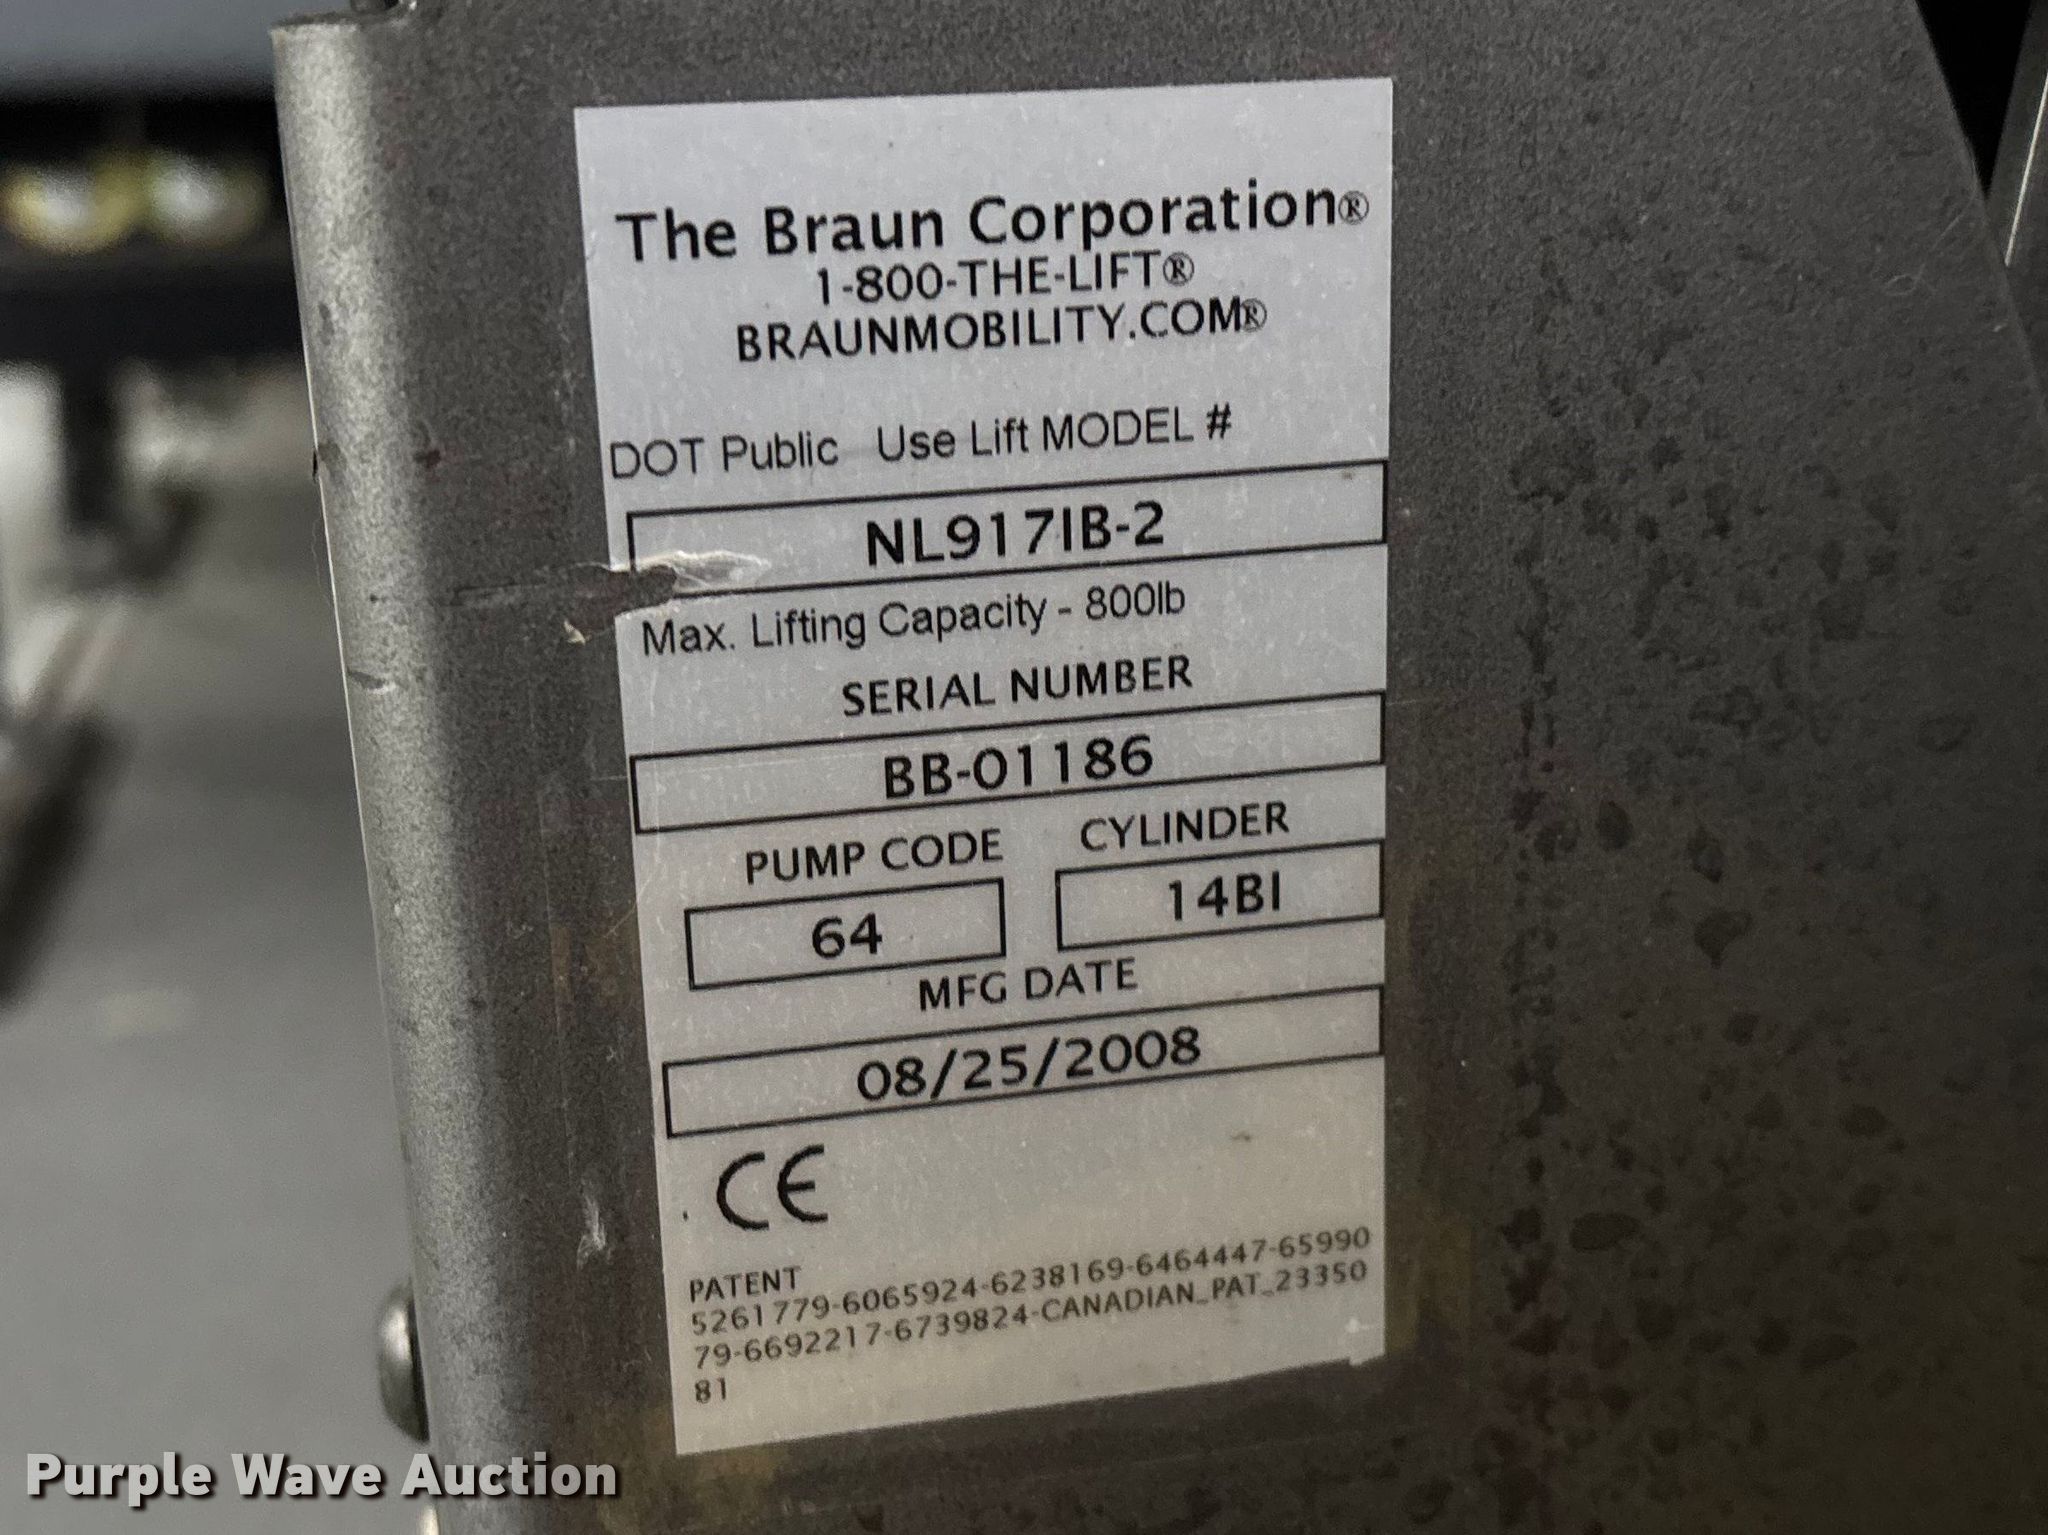 The Braun Corporation®
1-800-THE-LIFT®
BRAUNMOBILITY.COM®
DOT Public Use Lift MODEL #
NL917IB-2
Max. Lifting Capacity - 800lb
SERIAL NUMBER
BB-01186
PUMP CODE CYLINDER
64 14BI
MFG DATE
08/25/2008
CE
PATENT
5261779-6065924-6238169-6464447-65990
79-6692217-6739824-CANADIAN_PAT_23350
81
Purple Wave Auction